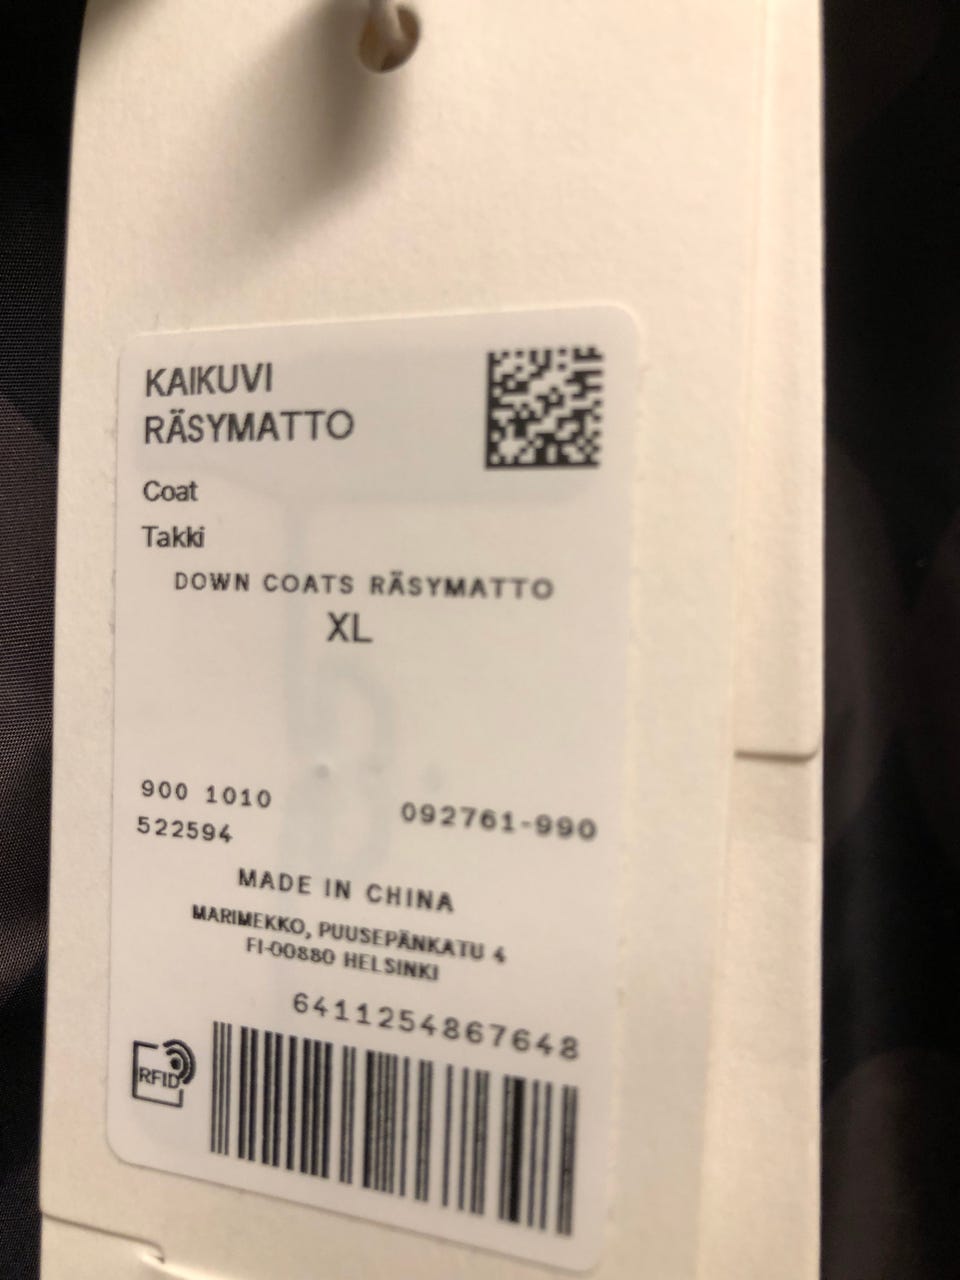 KAIKUVI
RÄSYMATTO
Coat
Takki
DOWN COATS RÄSYMATTO
XL
900 1010
522594
092761-990
MADE IN CHINA
MARIMEKKO, PUUSEPÄNKATU 4
FI-00880 HELSINKI
6411254867648
RFID